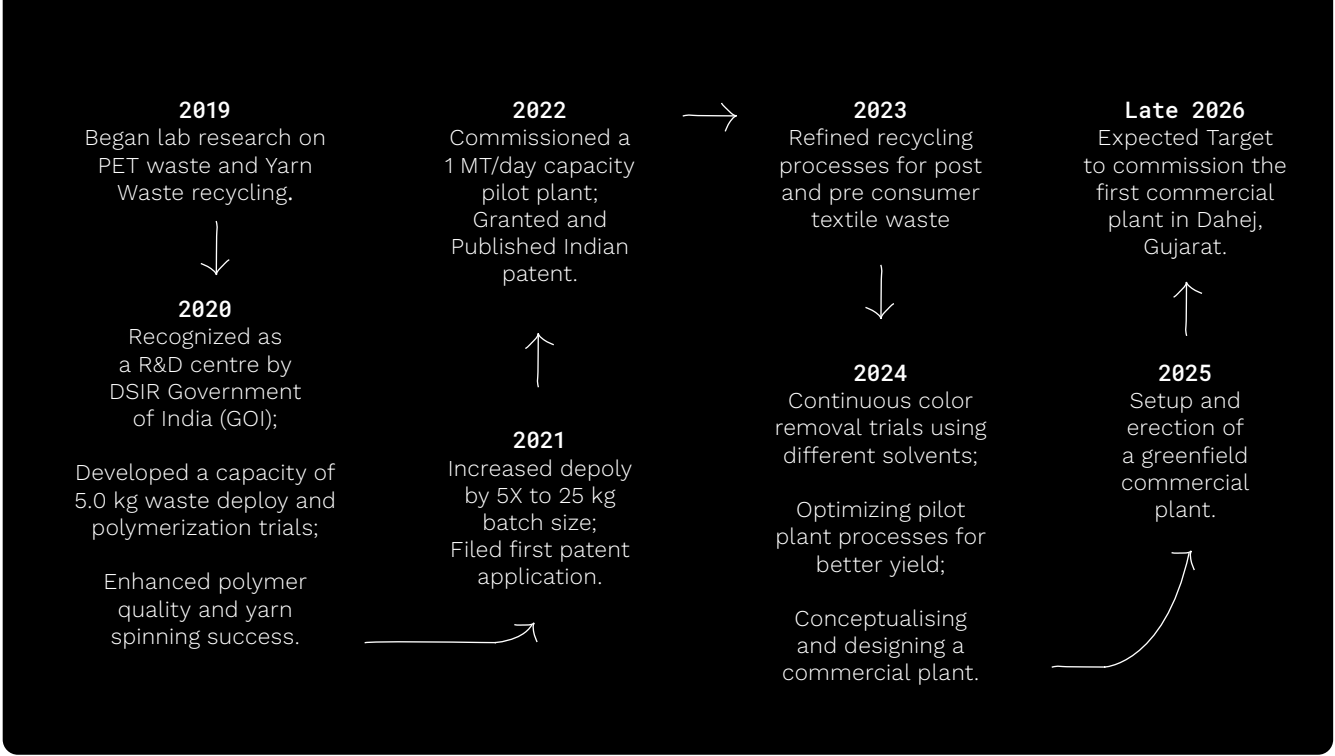 2019
Began lab research on
PET waste and Yarn
Waste recycling.
2020
Recognized as
a R&D centre by
DSIR Government
of India (GOI);
Developed a capacity of
5.0 kg waste deploy and
polymerization trials;
Enhanced polymer
quality and yarn
spinning success.
2021
Increased depoly
by 5X to 25 kg
batch size;
Filed first patent
application.
2022
Commissioned a
1 MT/day capacity
pilot plant;
Granted and
Published Indian
patent.
2023
Refined recycling
processes for post
and pre consumer
textile waste
2024
Continuous color
removal trials using
different solvents;
Optimizing pilot
plant processes for
better yield;
Conceptualising
and designing a
commercial plant.
2025
Setup and
erection of
a greenfield
commercial
plant.
Late 2026
Expected Target
to commission the
first commercial
plant in Dahej,
Gujarat.